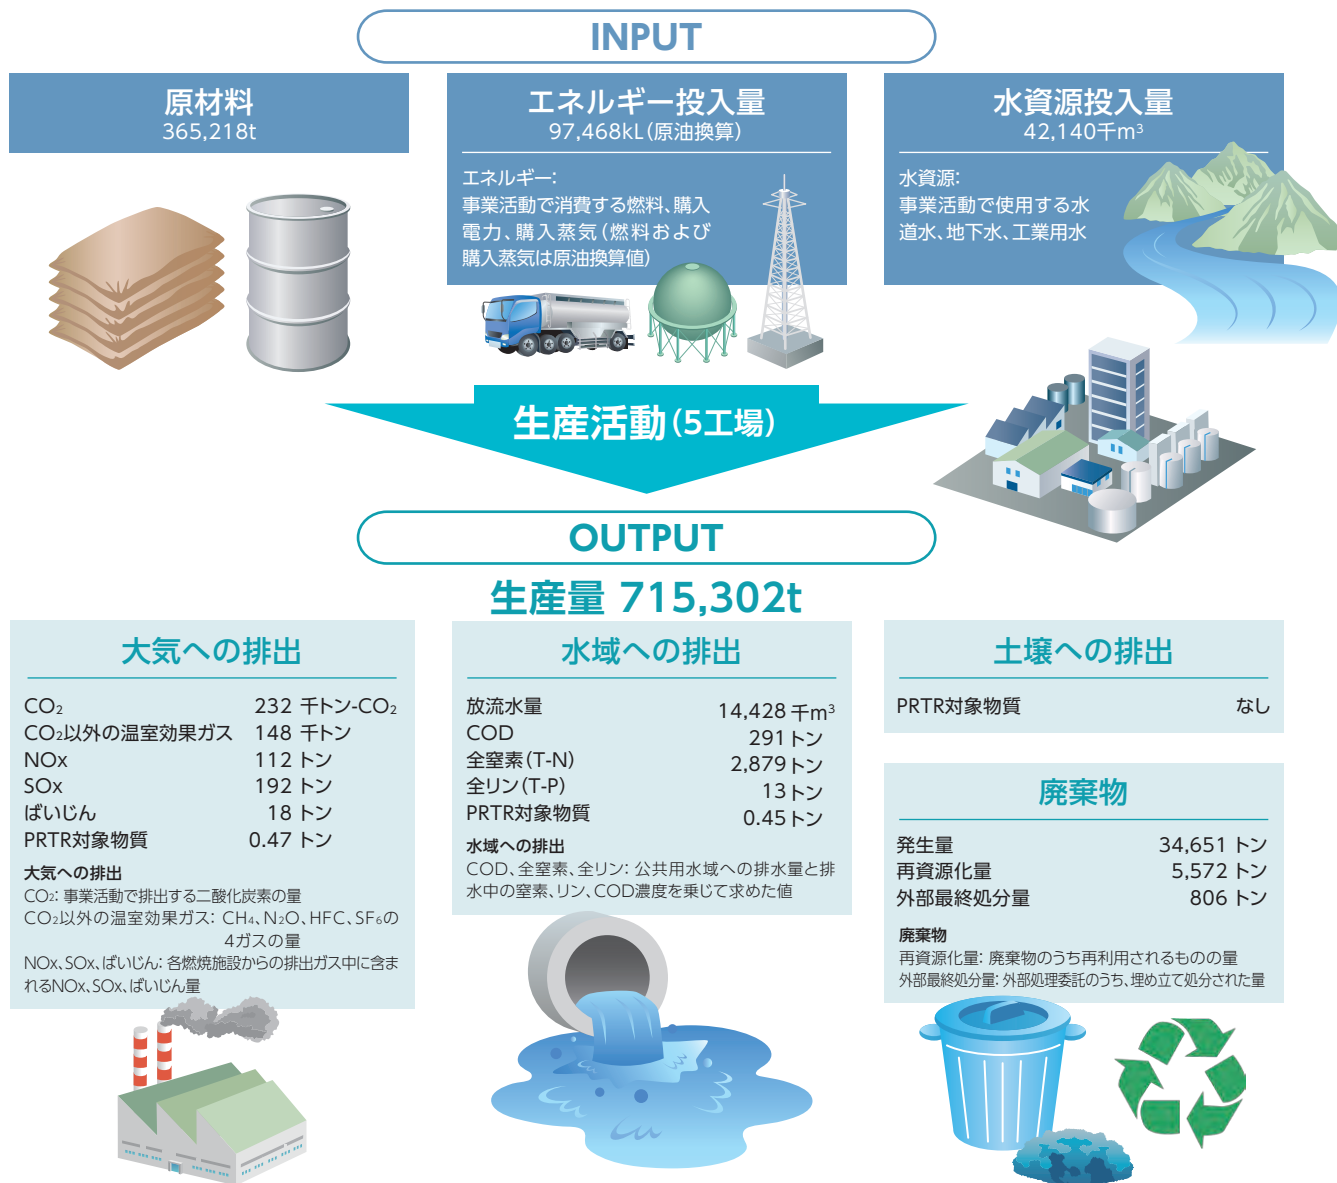 INPUT
原材料
365,218t
エネルギー投入量
97,468kL(原油換算)
エネルギー:
事業活動で消費する燃料、購入
電力、購入蒸気(燃料および
購入蒸気は原油換算値)
水資源投入量
42,140千m³
水資源:
事業活動で使用する水
道水、地下水、工業用水
生産活動(5工場)
OUTPUT
生産量 715,302t
大気への排出
CO₂ 232 千トン-CO₂
CO₂以外の温室効果ガス 148 千トン
NOx 112 トン
SOx 192 トン
ばいじん 18 トン
PRTR対象物質 0.47 トン
大気への排出
CO₂: 事業活動で排出する二酸化炭素の量
CO₂以外の温室効果ガス: CH₄、N₂O、HFC、SF₆の
4ガスの量
NOx、SOx、ばいじん: 各燃焼施設からの排出ガス中に含ま
れるNOx、SOx、ばいじん量
水域への排出
放流水量 14,428 千m³
COD 291 トン
全窒素(T-N) 2,879 トン
全リン(T-P) 13 トン
PRTR対象物質 0.45 トン
水域への排出
COD、全窒素、全リン: 公共用水域への排水量と排
水中の窒素、リン、COD濃度を乗じて求めた値
土壌への排出
PRTR対象物質 なし
廃棄物
発生量 34,651 トン
再資源化量 5,572 トン
外部最終処分量 806 トン
廃棄物
再資源化量: 廃棄物のうち再利用されるものの量
外部最終処分量: 外部処理委託のうち、埋め立て処分された量